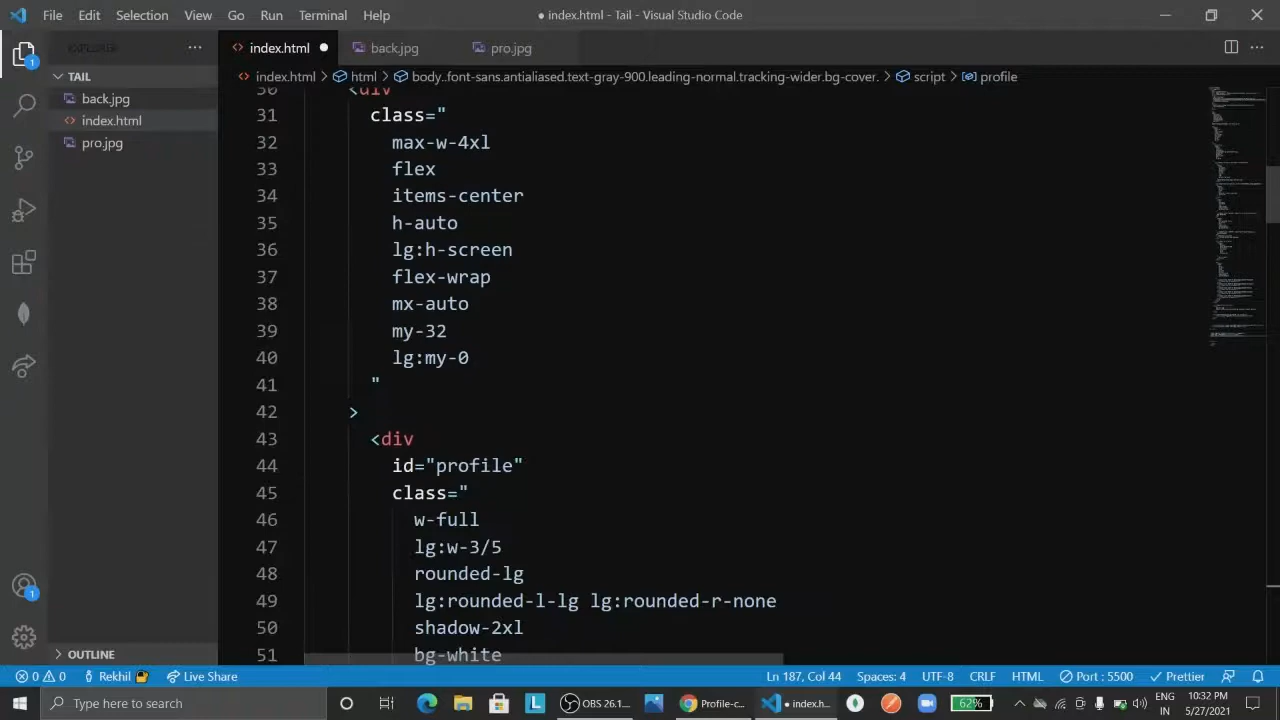 File Edit Selection View Go Run Terminal Help
● index.html - Tail - Visual Studio Code
EXPLORER ...
<> index.html ●
back.jpg
pro.jpg
TAIL
back.jpg
index.html
pro.jpg
OUTLINE
index.html > html > body..font-sans.antialiased.text-gray-900.leading-normal.tracking-wider.bg-cover. > script > profile
30 <div
31 class="
32 max-w-4xl
33 flex
34 items-center
35 h-auto
36 lg:h-screen
37 flex-wrap
38 mx-auto
39 my-32
40 lg:my-0
41 "
42 >
43 <div
44 id="profile"
45 class="
46 w-full
47 lg:w-3/5
48 rounded-lg
49 lg:rounded-l-lg lg:rounded-r-none
50 shadow-2xl
51 bg-white
1
1
0 0 Rekhil Live Share Ln 187, Col 44 Spaces: 4 UTF-8 CRLF HTML Port : 5500 Prettier
Type here to search
L
OBS 26.1...
Profile-c...
● index.h...
62%
ENG
IN
10:32 PM
5/27/2021